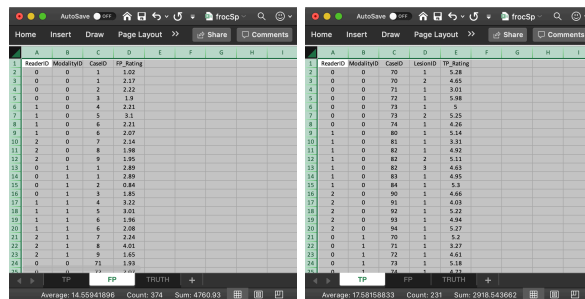 AutoSave OFF frocSp
Home Insert Draw Page Layout >> Share Comments
A B C D E F G H I
1 ReaderID ModalityID CaseID FP_Rating
2 0 0 1 1.02
3 0 0 1 2.17
4 0 0 2 2.22
5 0 0 3 1.9
6 1 0 4 2.21
7 1 0 5 3.1
8 1 0 6 2.21
9 1 0 6 2.07
10 2 0 7 2.14
11 2 0 8 1.98
12 2 0 9 1.95
13 0 1 1 2.89
14 0 1 1 2.89
15 0 1 2 0.84
16 0 1 3 1.85
17 1 1 4 3.22
18 1 1 5 3.01
19 1 1 6 1.96
20 1 1 6 2.08
21 2 1 7 2.24
22 2 1 8 4.01
23 2 1 9 1.65
24 0 0 71 1.93
TP FP TRUTH +
Average: 14.55941896 Count: 374 Sum: 4760.93
AutoSave OFF frocSp
Home Insert Draw Page Layout >> Share Comments
A B C D E F G H I
1 ReaderID ModalityID CaseID LesionID TP_Rating
2 0 0 70 1 5.28
3 0 0 70 2 4.65
4 0 0 71 1 3.01
5 0 0 72 1 5.98
6 0 0 73 1 5
7 0 0 73 2 5.25
8 0 0 74 1 4.26
9 1 0 80 1 5.14
10 1 0 81 1 3.31
11 1 0 82 1 4.92
12 1 0 82 2 5.11
13 1 0 82 3 4.63
14 1 0 83 1 4.95
15 1 0 84 1 5.3
16 2 0 90 1 4.66
17 2 0 91 1 4.03
18 2 0 92 1 5.22
19 2 0 93 1 4.94
20 2 0 94 1 5.27
21 0 1 70 1 5.2
22 0 1 71 1 3.27
23 0 1 72 1 4.61
24 0 1 73 1 5.18
TP FP TRUTH +
Average: 17.58158833 Count: 231 Sum: 2918.543662